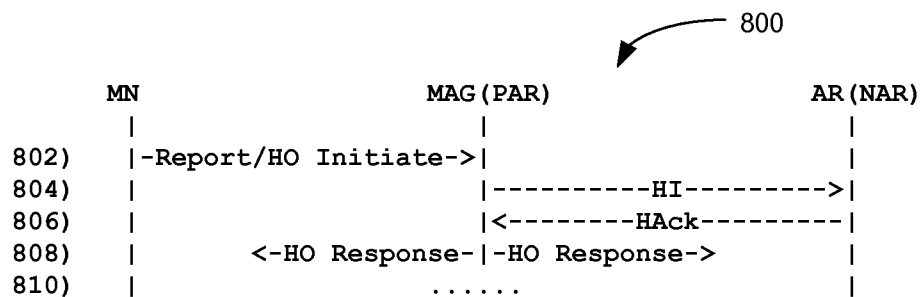 800
MN MAG(PAR) AR(NAR)
| | |
802) |-Report/HO Initiate->| |
804) | |----------HI--------->|
806) | |<--------HAck---------|
808) | <-HO Response-|-HO Response-> |
810) | ...... |